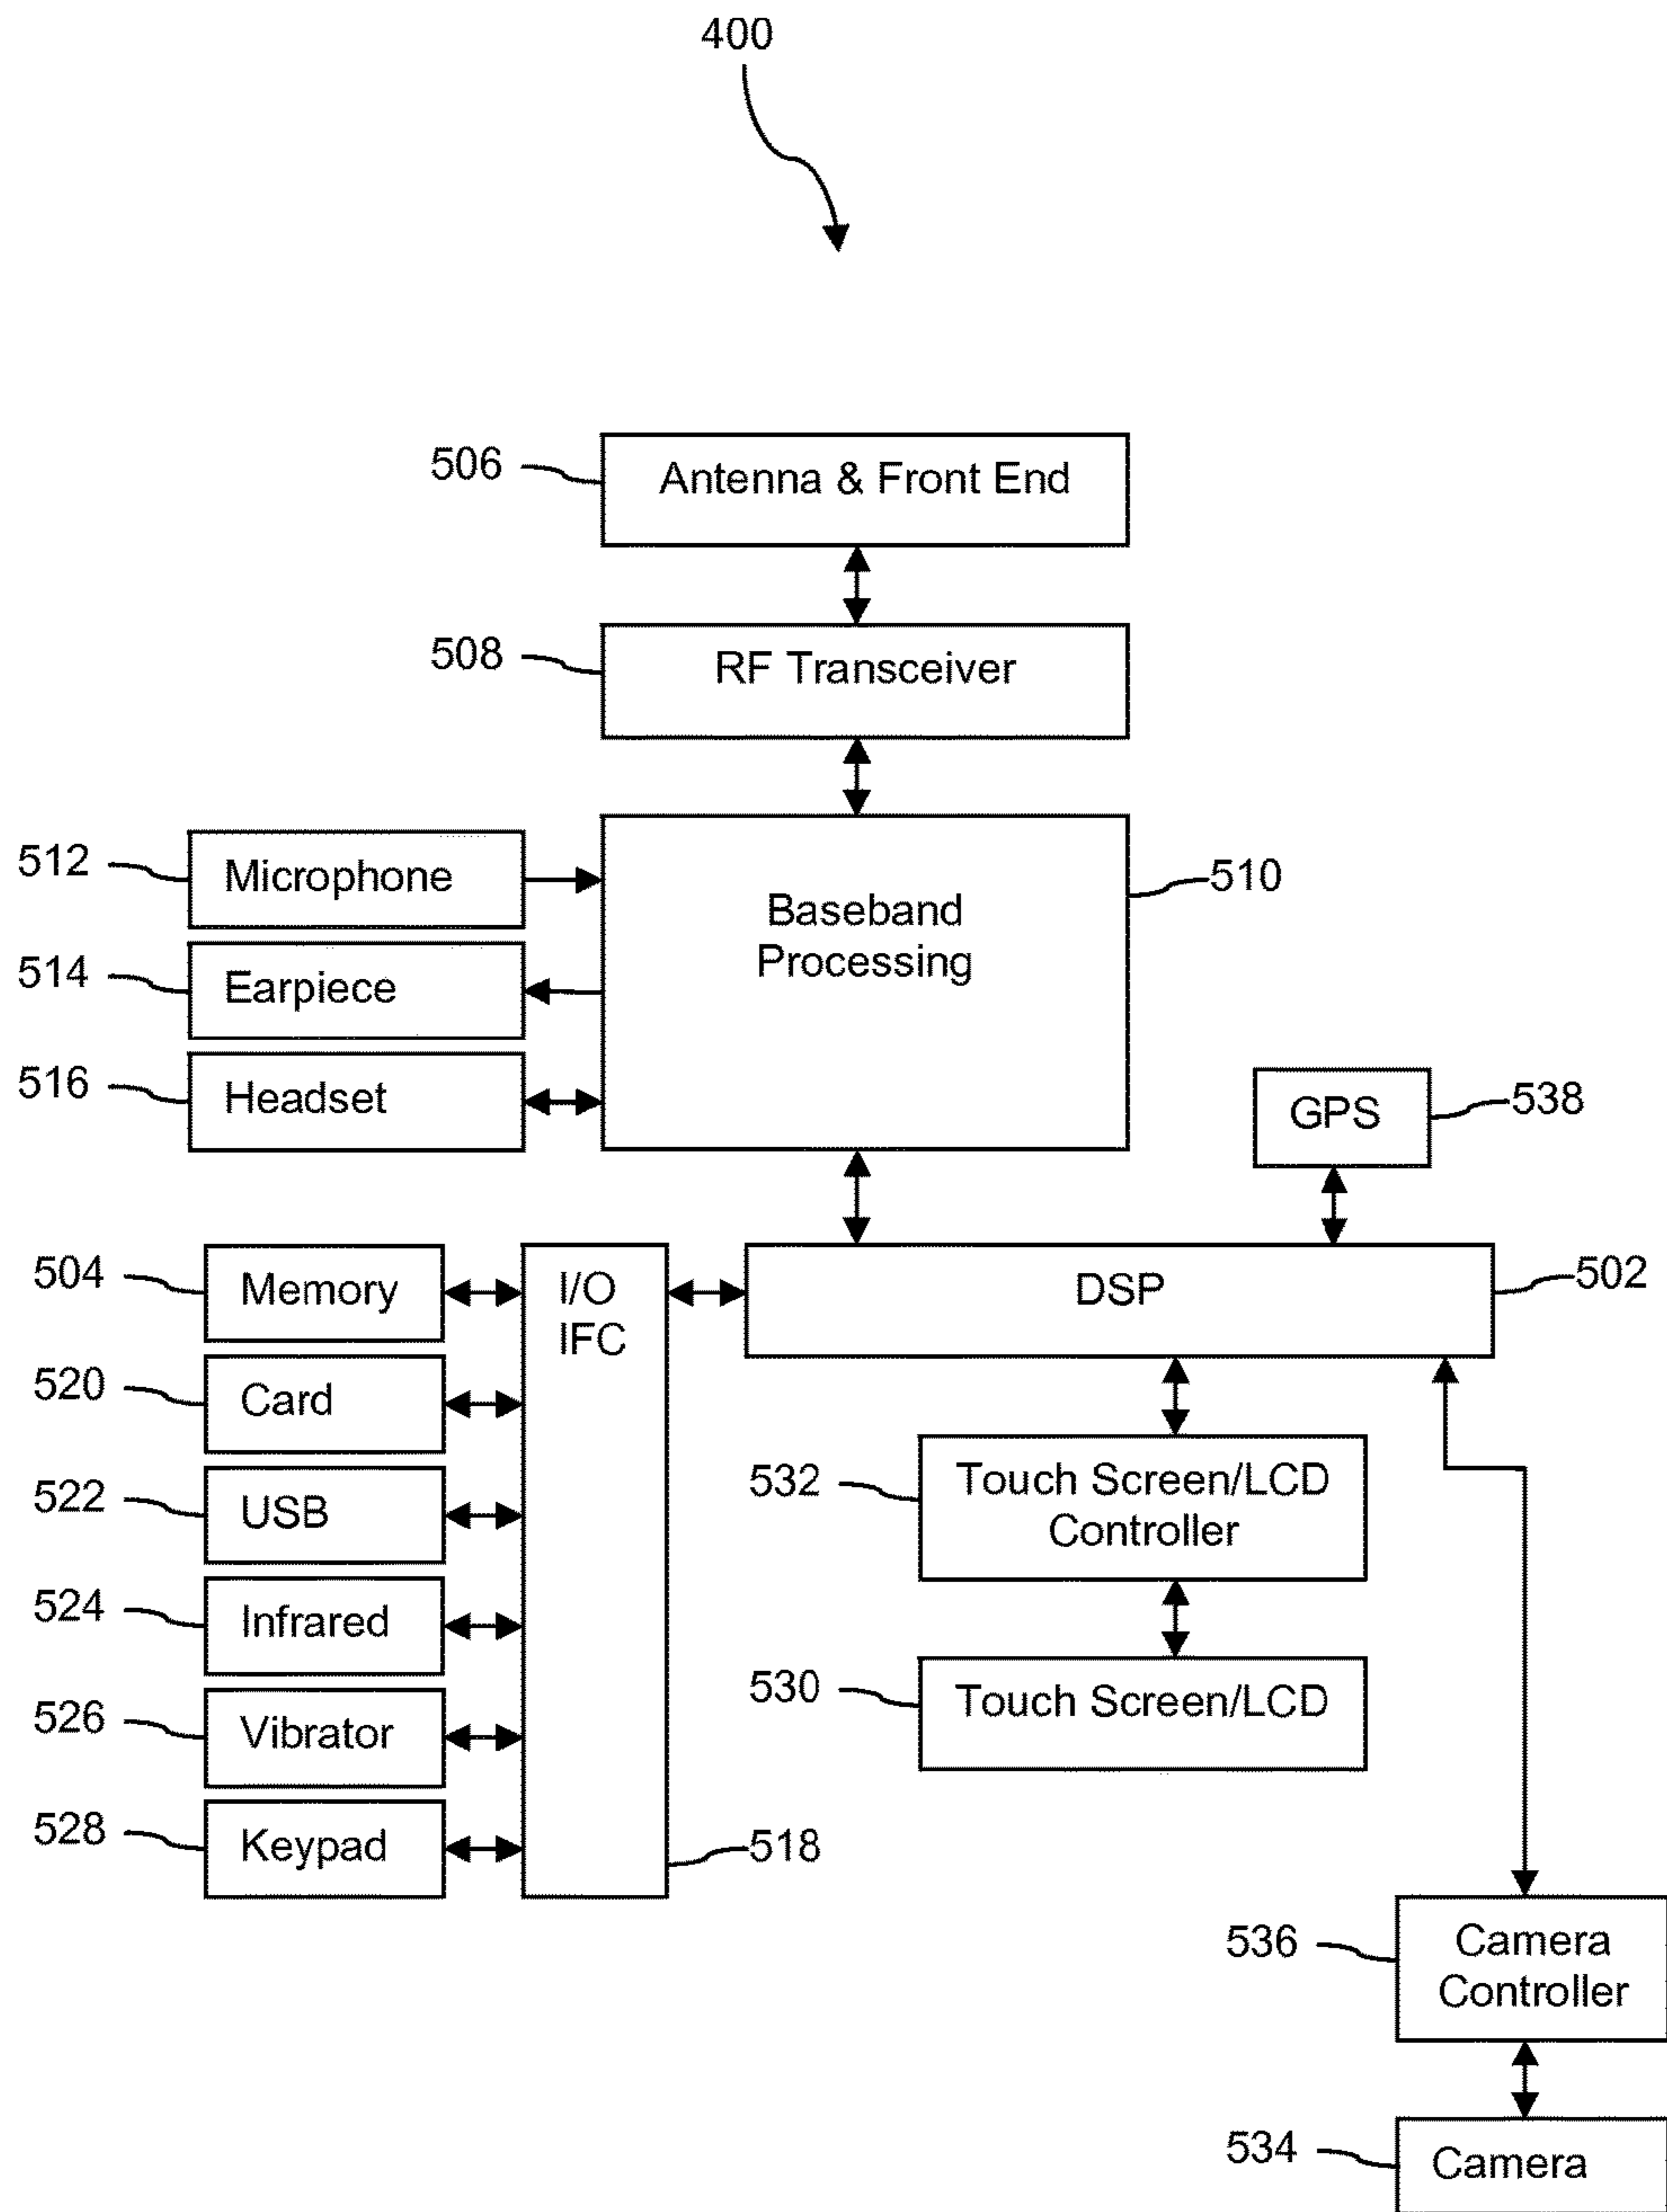 400
506
Antenna & Front End
508
RF Transceiver
512
Microphone
Baseband
Processing
510
514
Earpiece
516
Headset
GPS
538
504
Memory
I/O
IFC
DSP
502
520
Card
522
USB
532
Touch Screen/LCD
Controller
524
Infrared
530
Touch Screen/LCD
526
Vibrator
528
Keypad
518
536
Camera
Controller
534
Camera